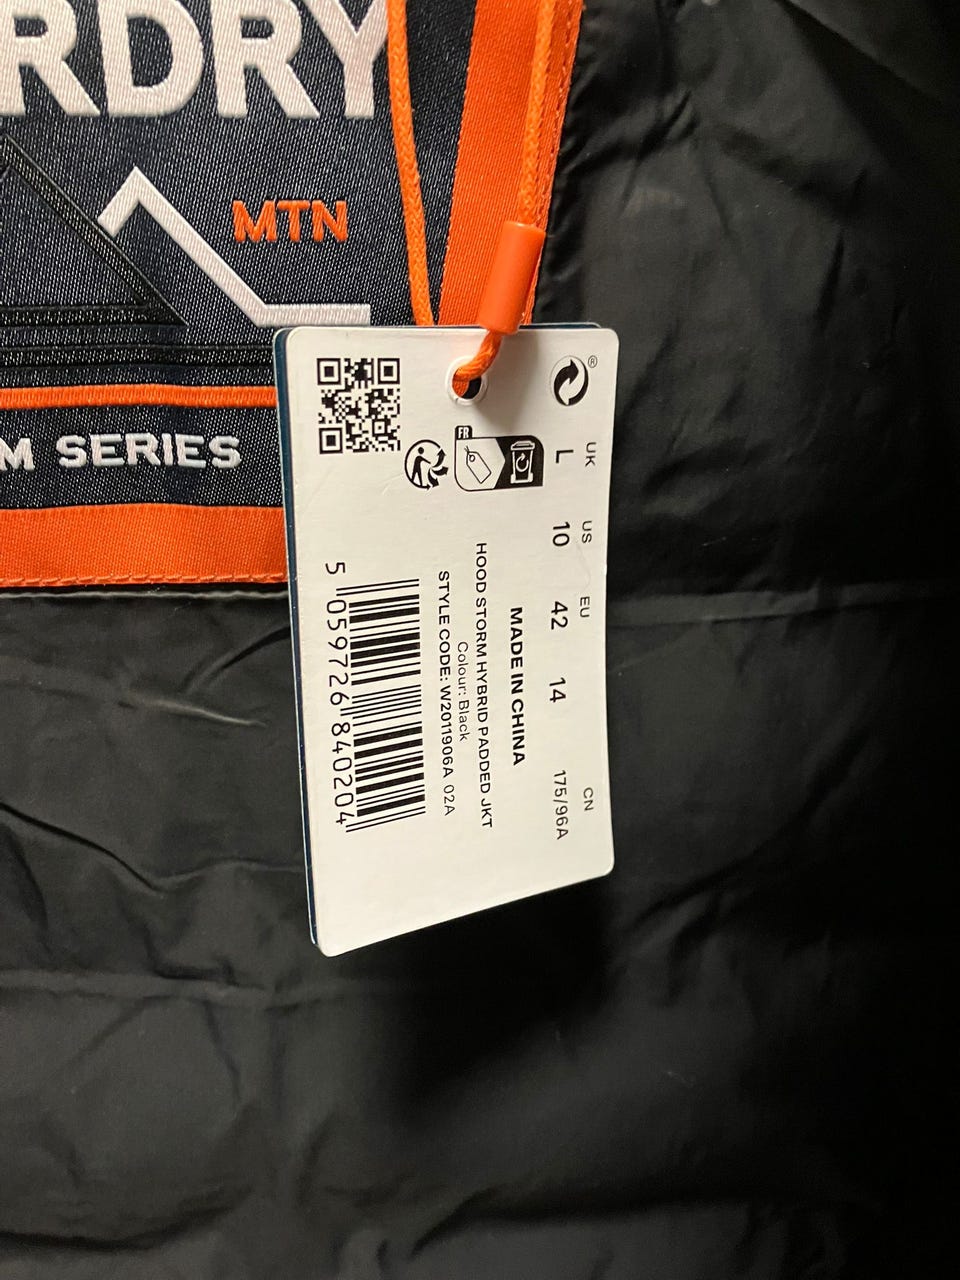 RDRY
MTN
M SERIES
®
UK US EU CN
L 10 42 14 175/96A
FR
MADE IN CHINA
HOOD STORM HYBRID PADDED JKT
STYLE CODE: W2011906A 02A
Colour: Black
5 059726 840204